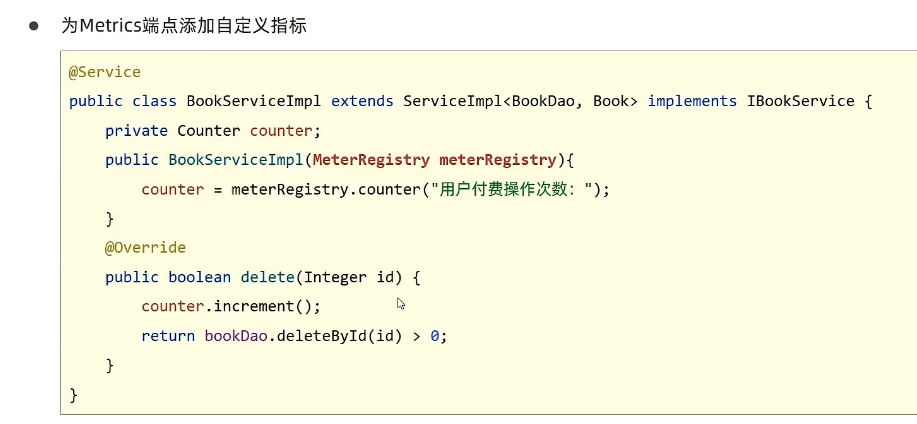 ● 为Metrics端点添加自定义指标
@Service
public class BookServiceImpl extends ServiceImpl<BookDao, Book> implements IBookService {
    private Counter counter;
    public BookServiceImpl(MeterRegistry meterRegistry){
        counter = meterRegistry.counter("用户付费操作次数：");
    }
    @Override
    public boolean delete(Integer id) {
        counter.increment();
        return bookDao.deleteById(id) > 0;
    }
}